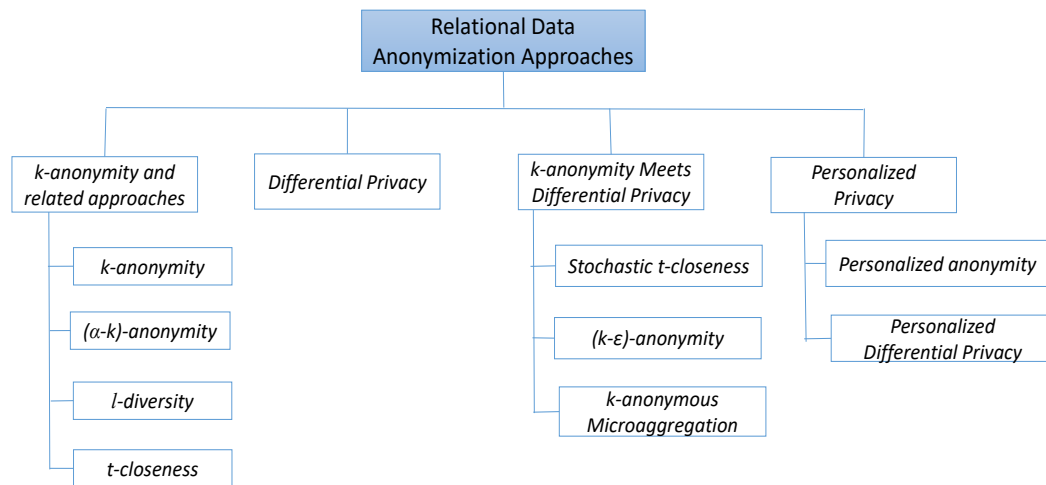 Relational Data
Anonymization Approaches
k-anonymity and
related approaches
Differential Privacy
k-anonymity Meets
Differential Privacy
Personalized
Privacy
k-anonymity
(α-k)-anonymity
l-diversity
t-closeness
Stochastic t-closeness
(k-ε)-anonymity
k-anonymous
Microaggregation
Personalized anonymity
Personalized
Differential Privacy